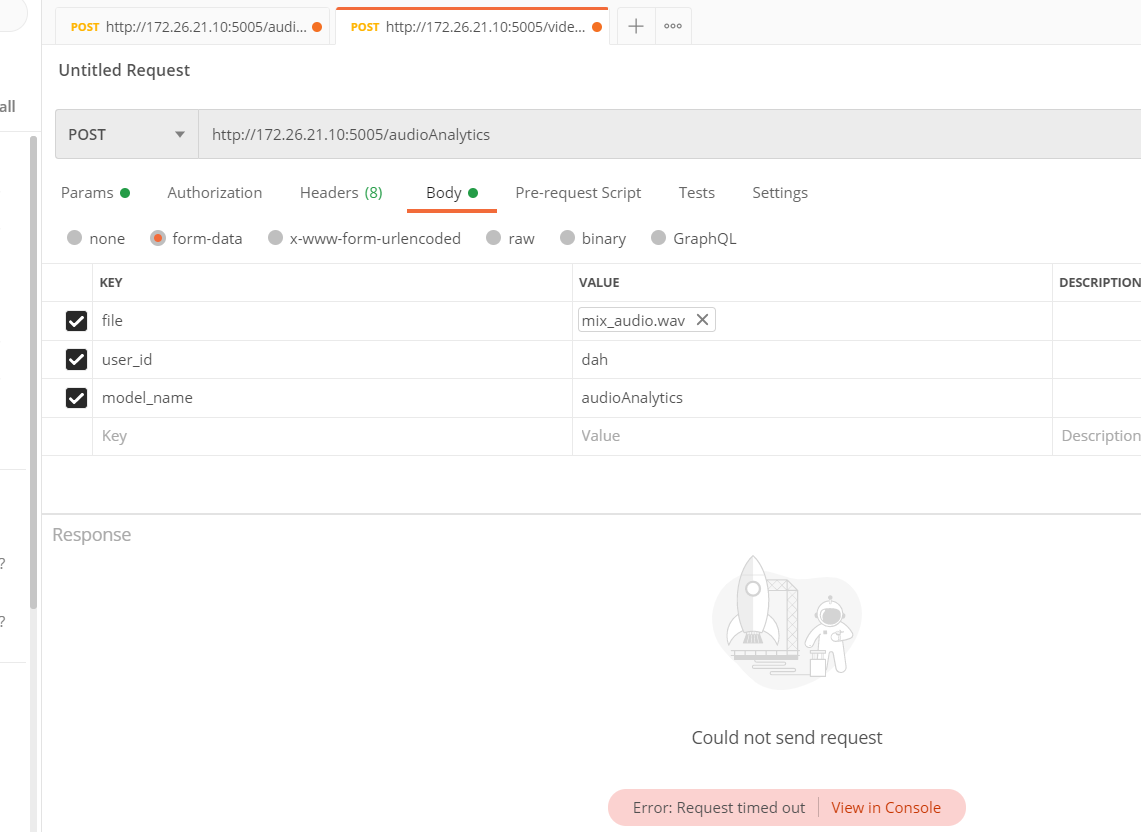 POST http://172.26.21.10:5005/audi... POST http://172.26.21.10:5005/vide...
Untitled Request
all
POST http://172.26.21.10:5005/audioAnalytics
Params Authorization Headers (8) Body Pre-request Script Tests Settings
none form-data x-www-form-urlencoded raw binary GraphQL
KEY VALUE DESCRIPTION
file mix_audio.wav
user_id dah
model_name audioAnalytics
Key Value Description
Response
?
?
Could not send request
Error: Request timed out View in Console